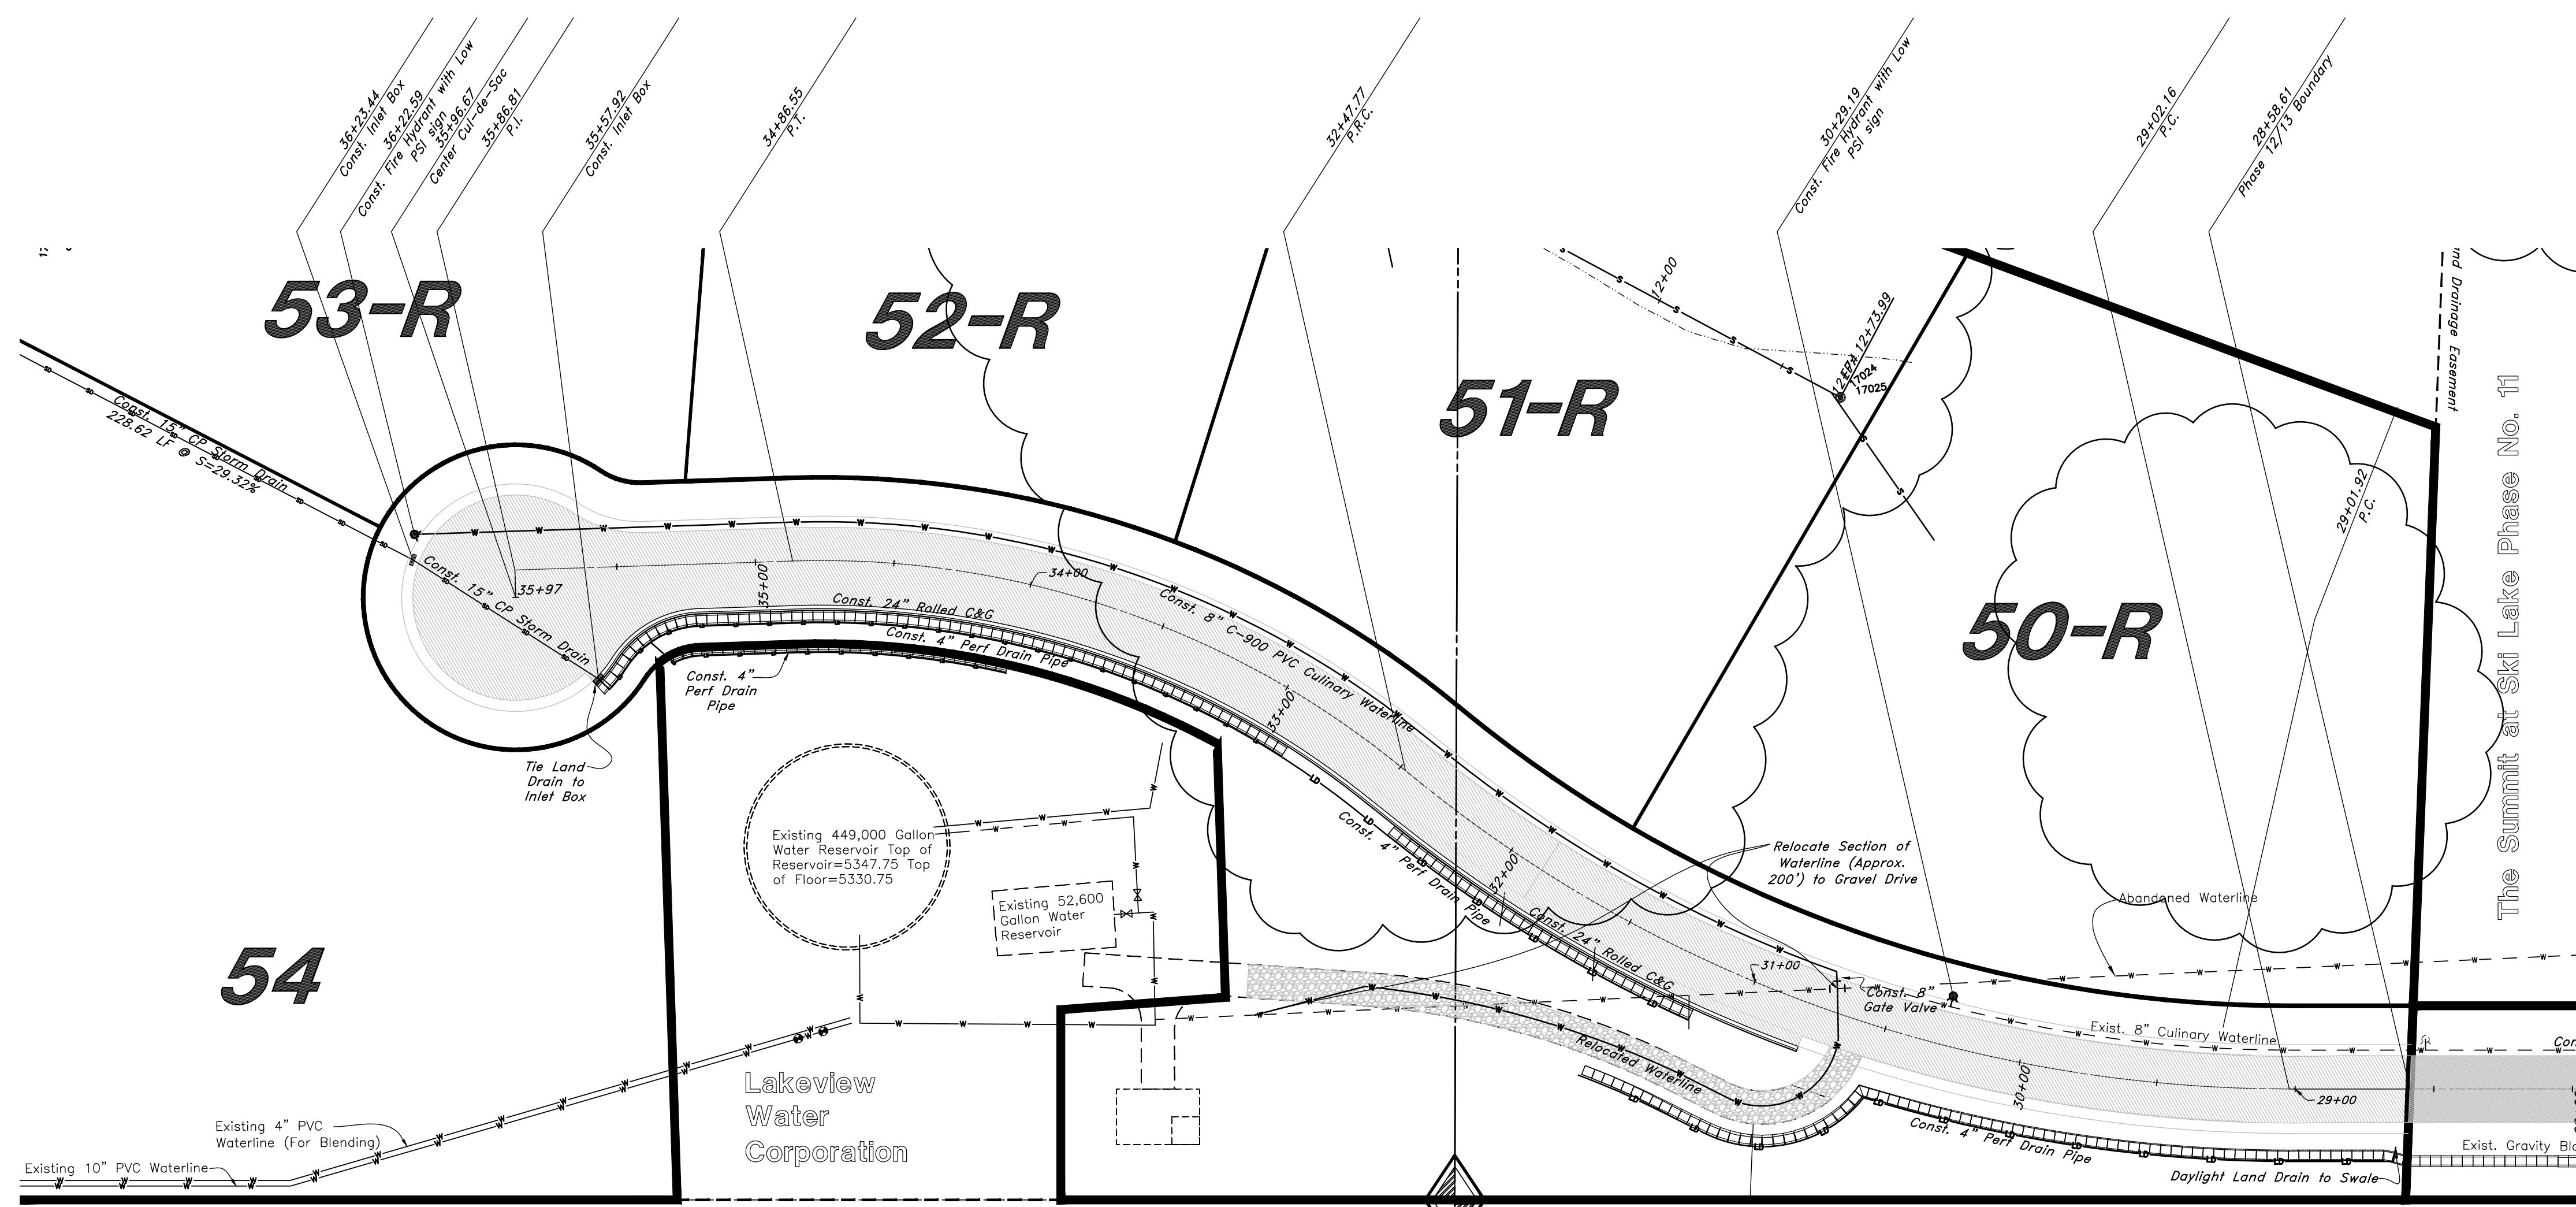 36+23.44
Const. Inlet Box
36+22.59
Const. Fire Hydrant with Low
PSI sign
35+96.67
Center Cul-de-Sac
35+86.81
P.I.
35+57.92
Const. Inlet Box
34+86.55
P.T.
32+47.77
P.R.C.
30+29.19
Const. Fire Hydrant with Low
PSI sign
29+02.16
P.C.
28+58.61
Phase 12/13 Boundary
53-R
52-R
51-R
50-R
54
12+00
12+73.99
17024
17025
nd Drainage Easement
The Summit at Ski Lake Phase No. 11
29+01.92
P.C.
Const. 15" CP Storm Drain
228.62 LF @ S=29.32%
Const. 15" CP Storm Drain
35+97
35+00
34+00
33+00
32+00
31+00
30+00
29+00
Const. 24" Rolled C&G
Const. 4" Perf Drain Pipe
Const. 4"
Perf Drain
Pipe
Const. 8" C-900 PVC Culinary Waterline
Tie Land
Drain to
Inlet Box
Existing 449,000 Gallon
Water Reservoir Top of
Reservoir=5347.75 Top
of Floor=5330.75
Existing 52,600
Gallon Water
Reservoir
Const. 4" Perf Drain Pipe
Const. 24" Rolled C&G
Relocate Section of
Waterline (Approx.
200') to Gravel Drive
Abandoned Waterline
Const. 8"
Gate Valve
Exist. 8" Culinary Waterline
Con
Relocated Waterline
Const. 4" Perf Drain Pipe
Exist. Gravity Blo
Daylight Land Drain to Swale
Lakeview
Water
Corporation
Existing 4" PVC
Waterline (For Blending)
Existing 10" PVC Waterline